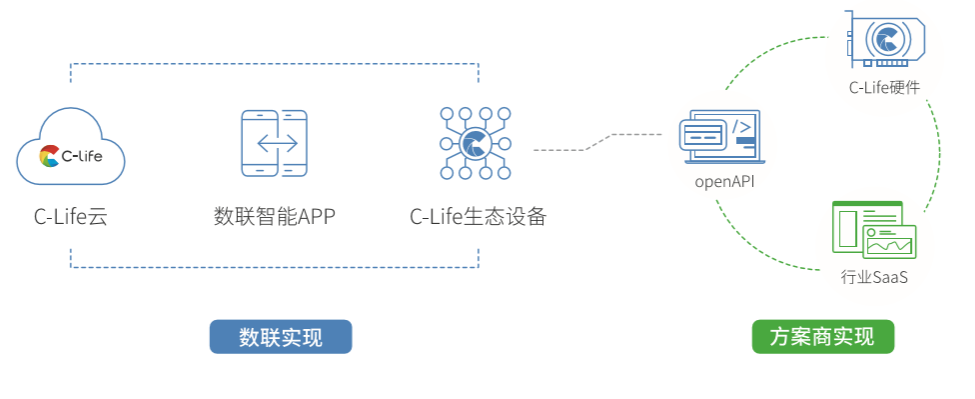 C-Life
C-Life云
数联智能APP
C-Life生态设备
数联实现
C-Life硬件
</>
openAPI
行业SaaS
方案商实现